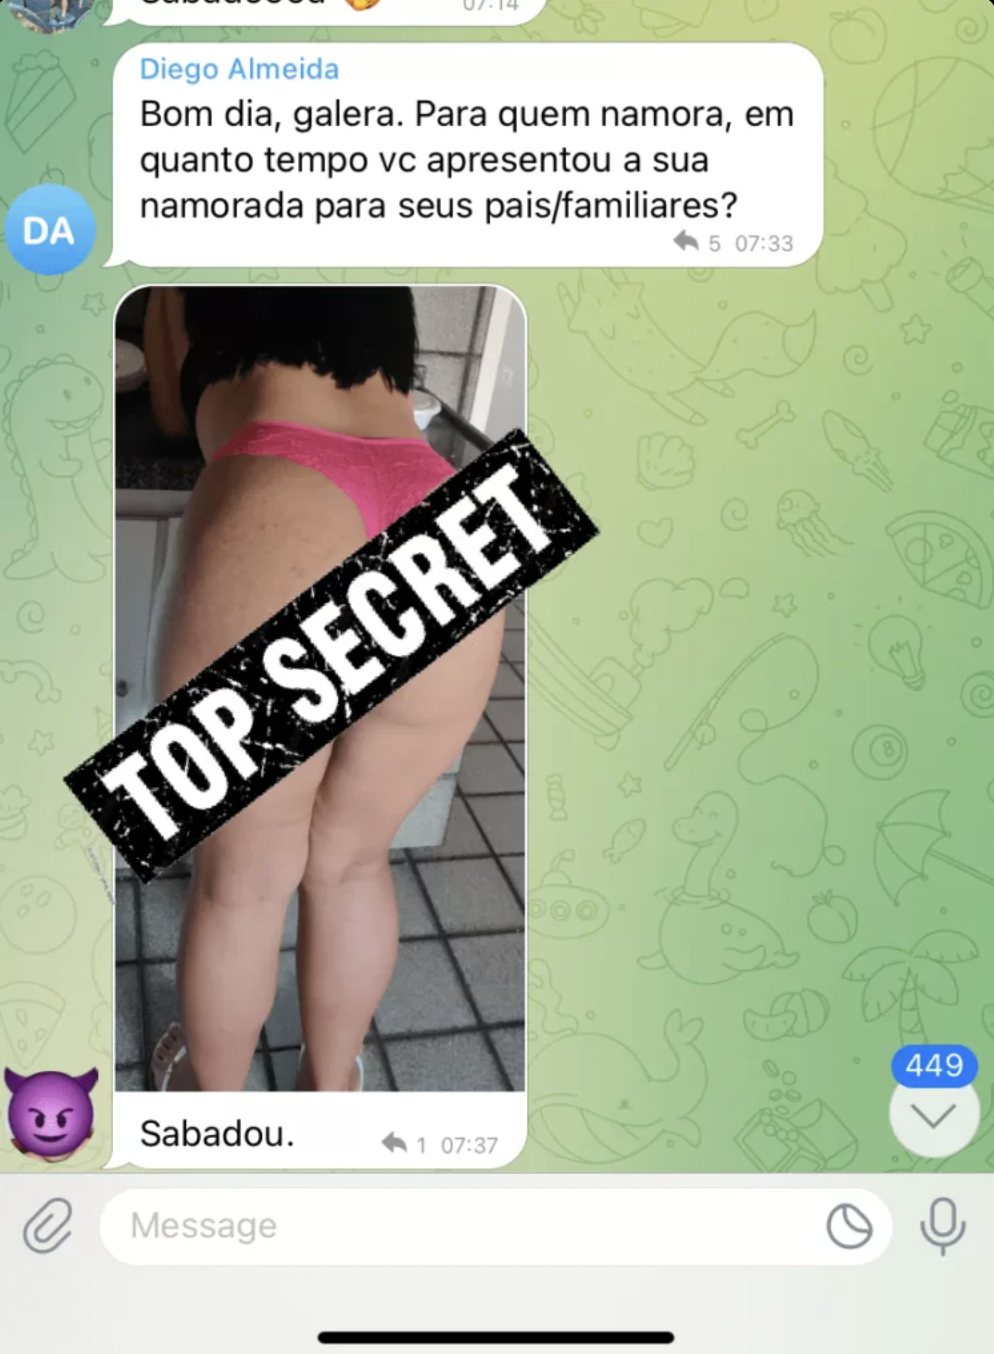 07:14
Diego Almeida
Bom dia, galera. Para quem namora, em
quanto tempo vc apresentou a sua
namorada para seus pais/familiares?
5 07:33
DA
TOP SECRET
449
Sabadou.
1 07:37
Message